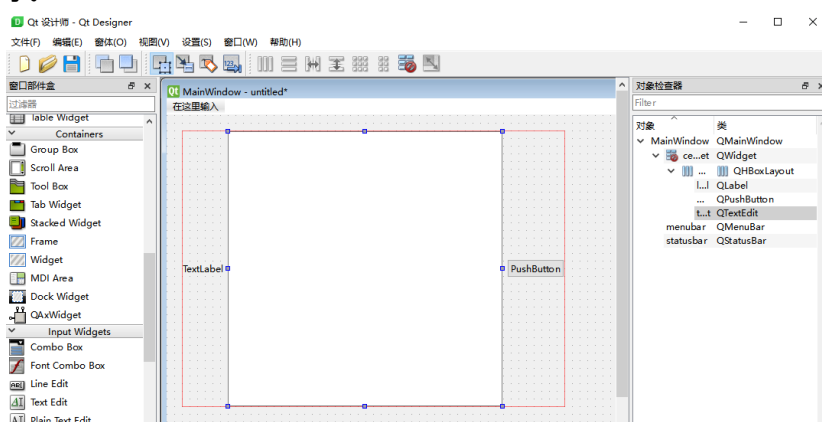 Qt 设计师 - Qt Designer
文件(F) 编辑(E) 窗体(O) 视图(V) 设置(S) 窗口(W) 帮助(H)
窗口部件盒
过滤器
Table Widget
Containers
Group Box
Scroll Area
Tool Box
Tab Widget
Stacked Widget
Frame
Widget
MDI Area
Dock Widget
QAxWidget
Input Widgets
Combo Box
Font Combo Box
Line Edit
Text Edit
Plain Text Edit
MainWindow - untitled*
在这里输入
TextLabel
PushButton
对象检查器
Filter
对象 类
MainWindow QMainWindow
ce...et QWidget
... QHBoxLayout
l...l QLabel
... QPushButton
t...t QTextEdit
menubar QMenuBar
statusbar QStatusBar